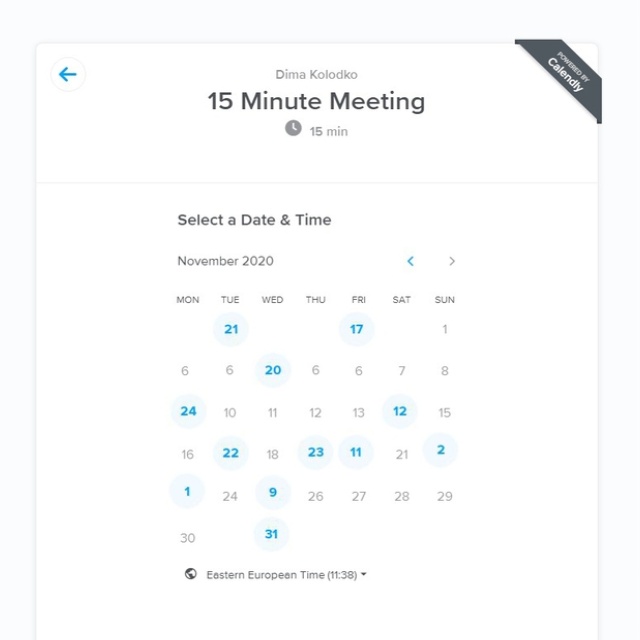 POWERED BY
Calendly
Dima Kolodko
15 Minute Meeting
15 min
Select a Date & Time
November 2020
MON TUE WED THU FRI SAT SUN
21 17 1
6 6 20 6 6 7 8
24 10 11 12 13 12 15
16 22 18 23 11 21 2
1 24 9 26 27 28 29
30 31
Eastern European Time (11:38)